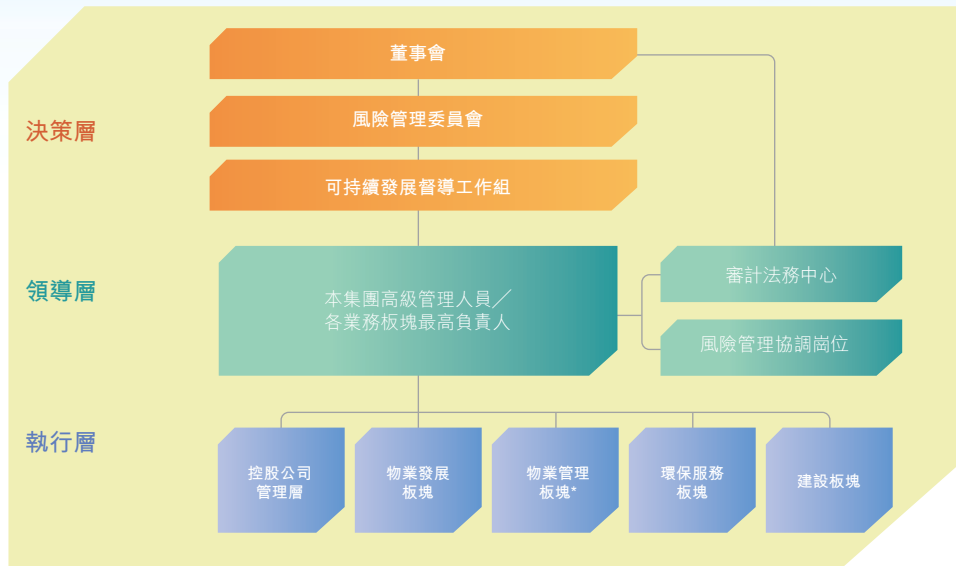 決策層
董事會
風險管理委員會
可持續發展督導工作組
領導層
本集團高級管理人員／
各業務板塊最高負責人
審計法務中心
風險管理協調崗位
執行層
控股公司
管理層
物業發展
板塊
物業管理
板塊*
環保服務
板塊
建設板塊